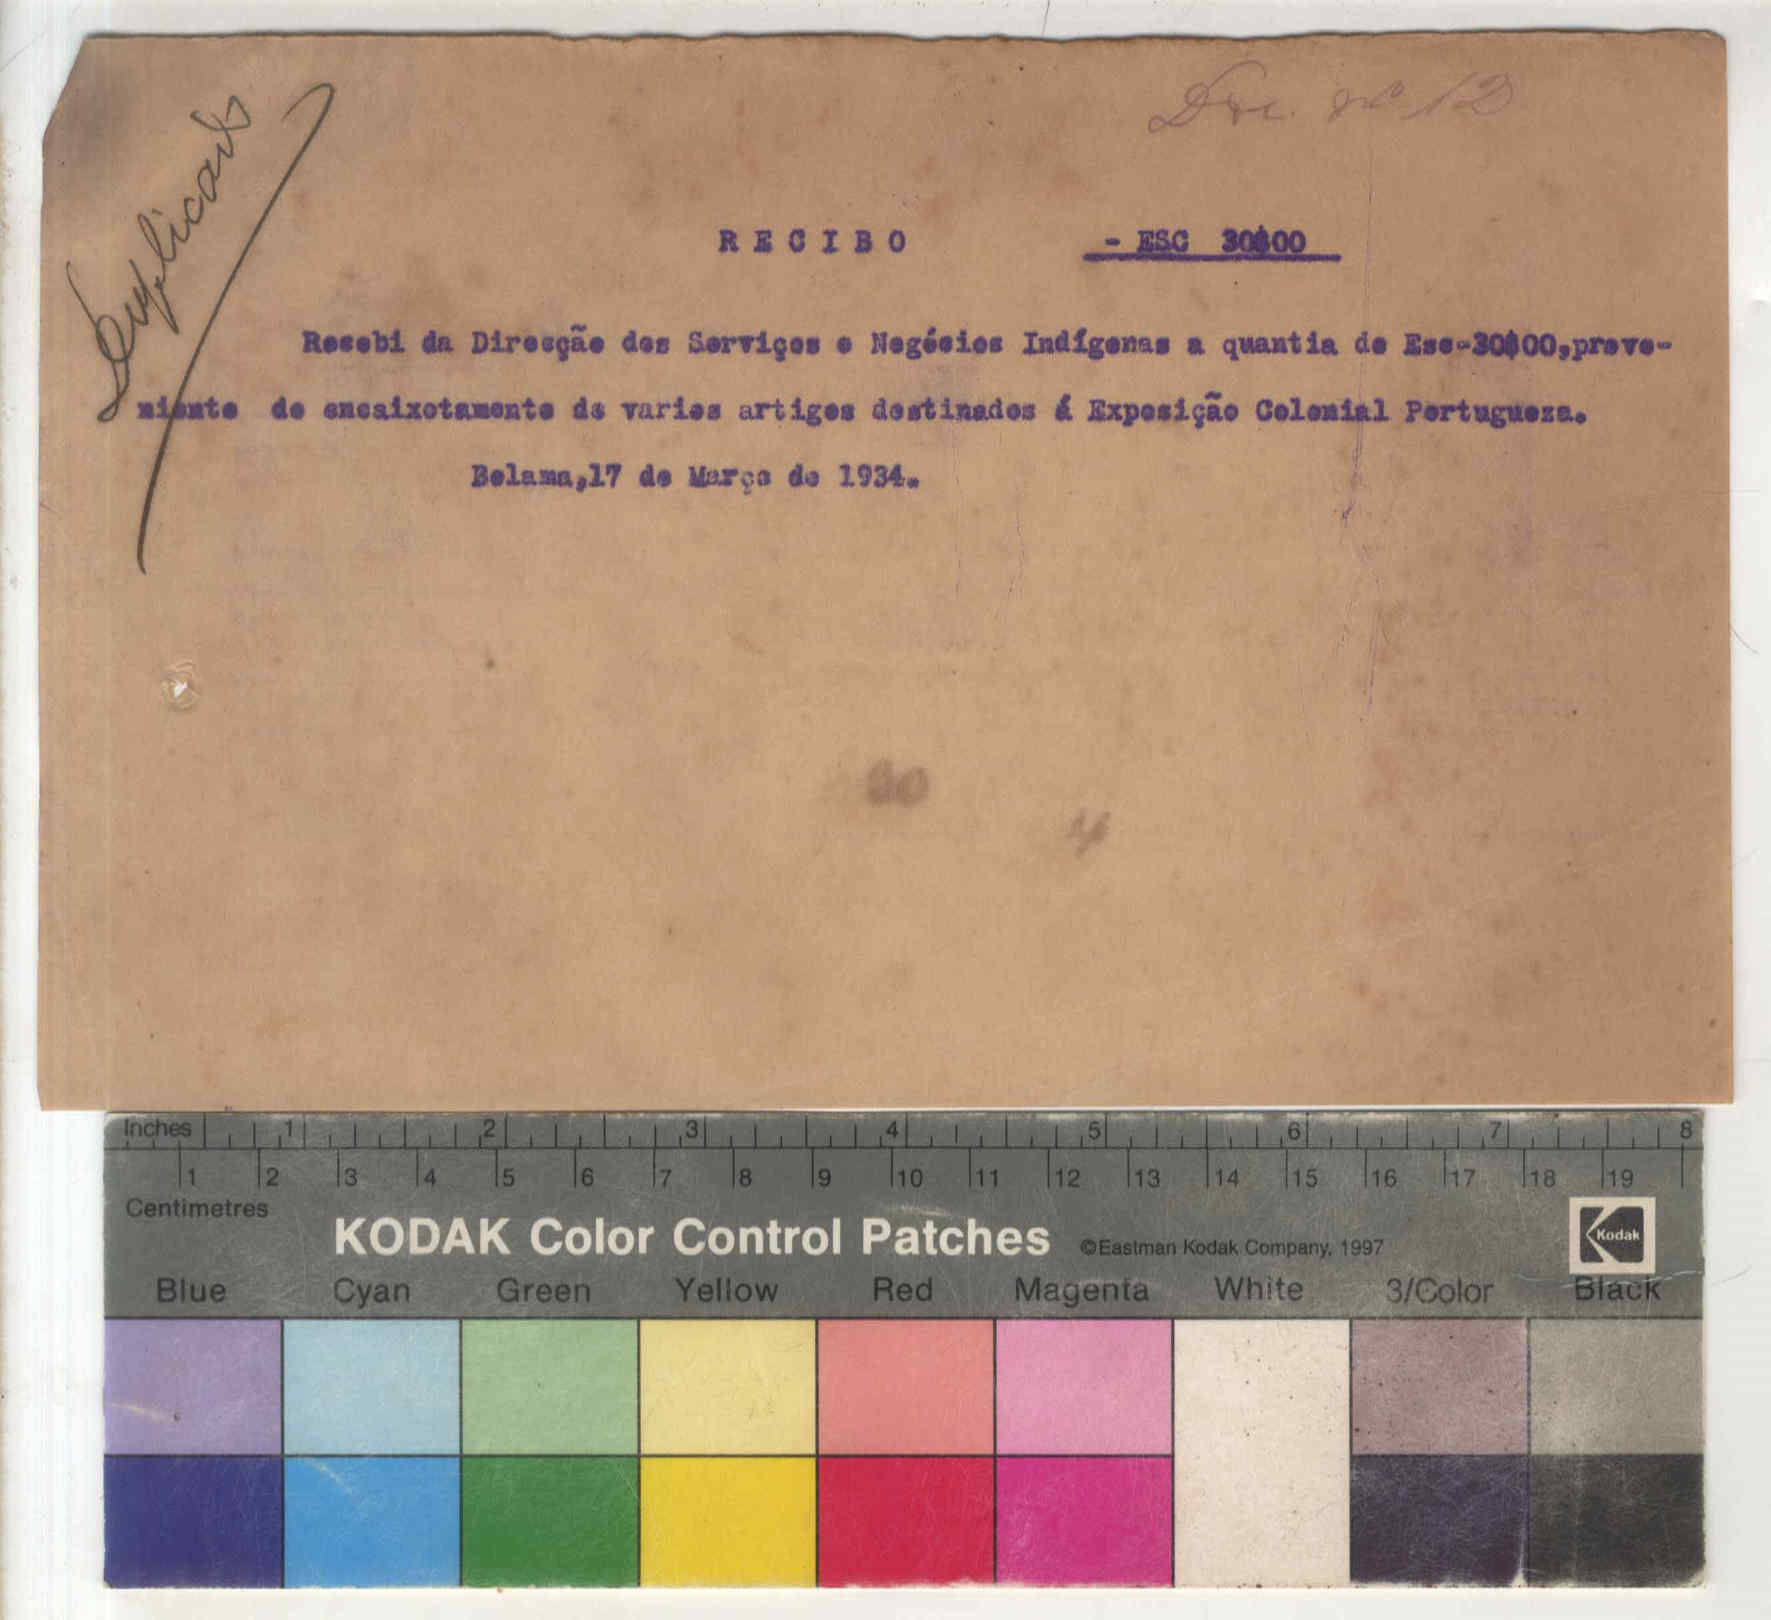 Duplicado
Doc. nº 12
RECIBO - ESC 30$00
Recebi da Direcção dos Serviços e Negócios Indígenas a quantia de Esc-30$00,prove-
niente de encaixotamento de varios artigos destinados á Exposição Colonial Portugueza.
Bolama,17 de Março de 1934.
30
4
Inches 1 2 3 4 5 6 7 8
1 2 3 4 5 6 7 8 9 10 11 12 13 14 15 16 17 18 19
Centimetres
KODAK Color Control Patches ©Eastman Kodak Company, 1997 Kodak
Blue Cyan Green Yellow Red Magenta White 3/Color Black